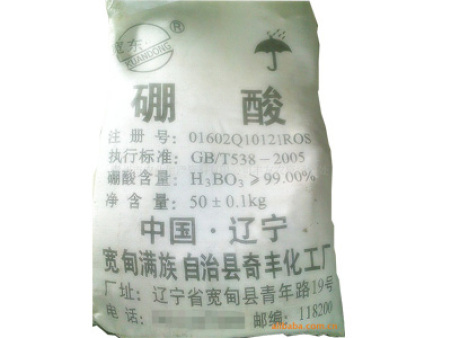 宽东
KUANDONG
®
硼 酸
注 册 号: 01602Q10121ROS
执行标准: GB/T538－2005
硼酸含量: H₃BO₃≥99.00%
净 含 量: 50±0.1kg
中国·辽宁
宽甸满族自治县奇丰化工厂
厂址: 辽宁省宽甸县青年路19号
电话: 邮编: 118200